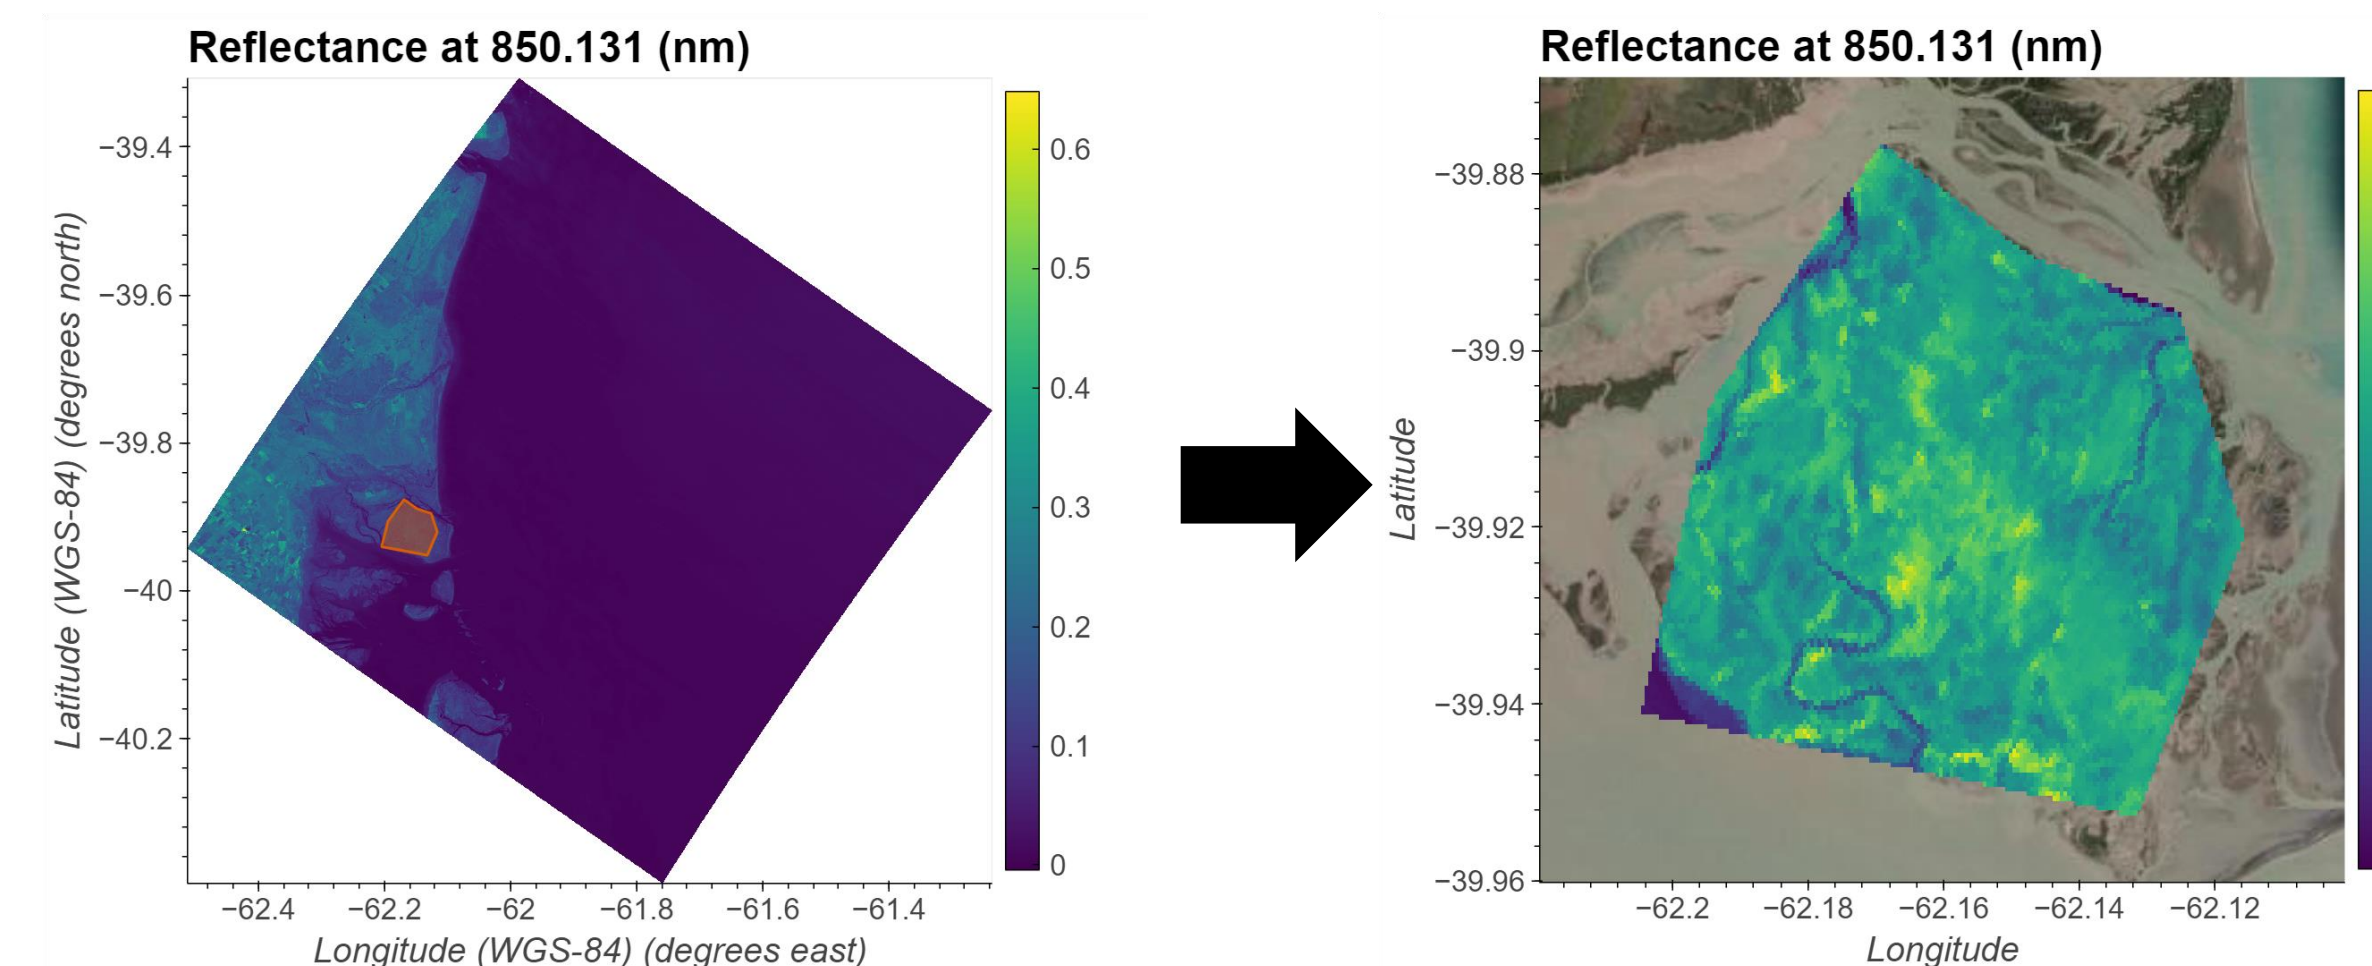 Reflectance at 850.131 (nm)
Latitude (WGS-84) (degrees north)
−39.4
−39.6
−39.8
−40
−40.2
−62.4 −62.2 −62 −61.8 −61.6 −61.4
Longitude (WGS-84) (degrees east)
0.6
0.5
0.4
0.3
0.2
0.1
0
Reflectance at 850.131 (nm)
Latitude
−39.88
−39.9
−39.92
−39.94
−39.96
−62.2 −62.18 −62.16 −62.14 −62.12
Longitude